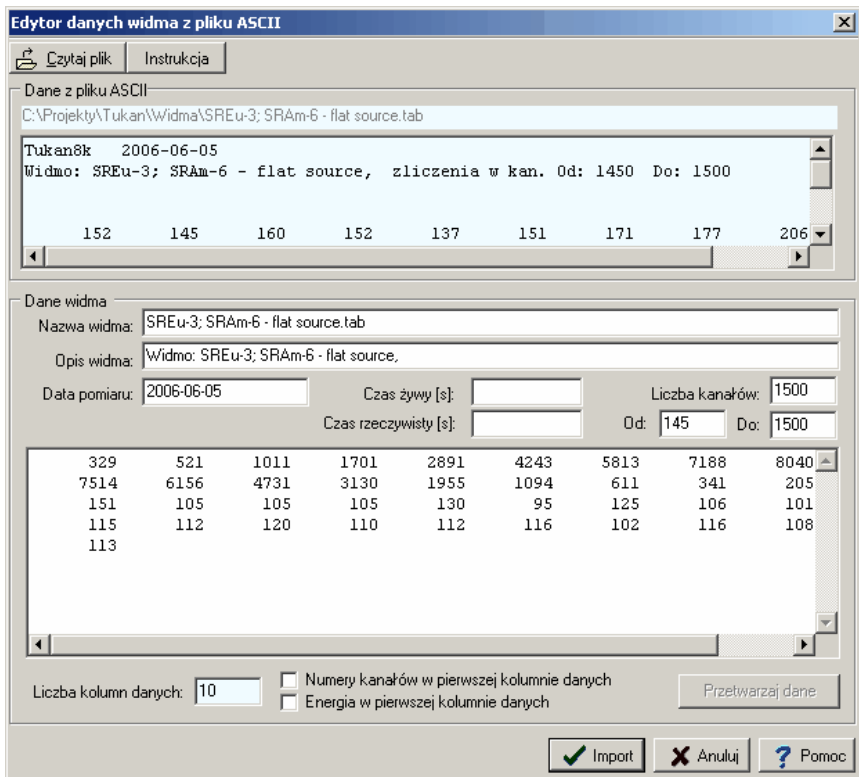 Edytor danych widma z pliku ASCII
Czytaj plik Instrukcja
Dane z pliku ASCII
C:\Projekty\Tukan\Widma\SREu-3; SRAm-6 - flat source.tab
Tukan8k 2006-06-05
Widmo: SREu-3; SRAm-6 - flat source, zliczenia w kan. Od: 1450 Do: 1500
152 145 160 152 137 151 171 177 206
Dane widma
Nazwa widma: SREu-3; SRAm-6 - flat source.tab
Opis widma: Widmo: SREu-3; SRAm-6 - flat source,
Data pomiaru: 2006-06-05 Czas żywy [s]: Liczba kanałów: 1500
Czas rzeczywisty [s]: Od: 145 Do: 1500
329 521 1011 1701 2891 4243 5813 7188 8040
7514 6156 4731 3130 1955 1094 611 341 205
151 105 105 105 130 95 125 106 101
115 112 120 110 112 116 102 116 108
113
Liczba kolumn danych: 10 Numery kanałów w pierwszej kolumnie danych
Energia w pierwszej kolumnie danych
Przetwarzaj dane
Import Anuluj Pomoc